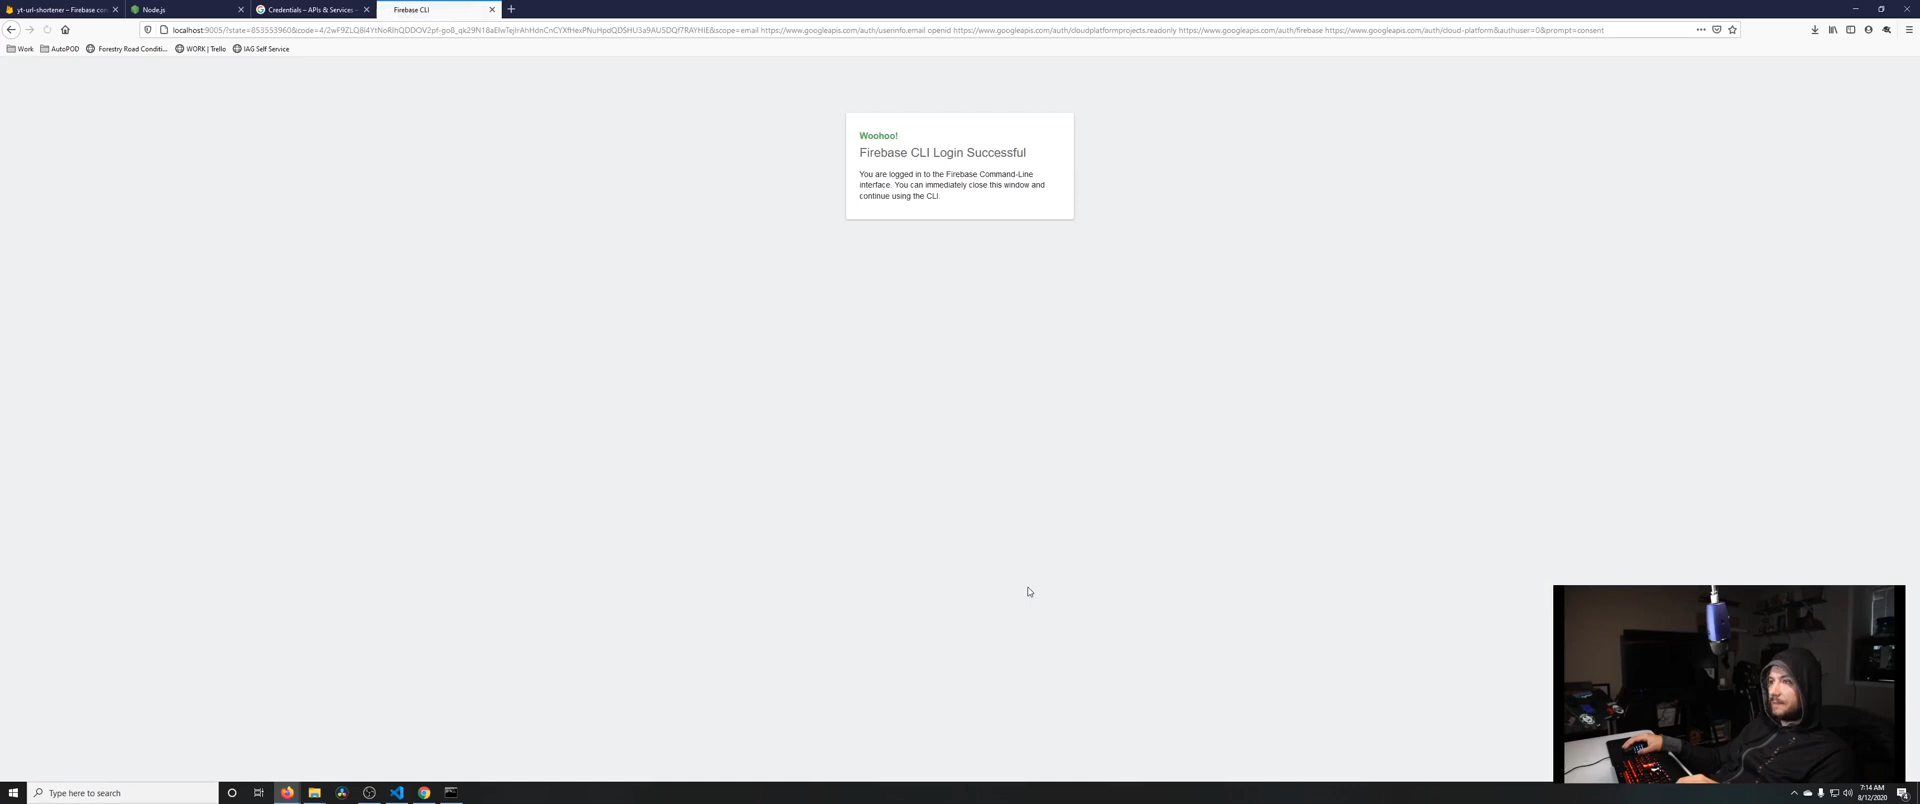 yt-url-shortener – Firebase con
Node.js
Credentials – APIs & Services -
Firebase CLI
Work
AutoPOD
Forestry Road Conditi...
WORK | Trello
IAG Self Service
Woohoo!
Firebase CLI Login Successful
You are logged in to the Firebase Command-Line
interface. You can immediately close this window and
continue using the CLI.
Type here to search
7:14 AM
8/12/2020